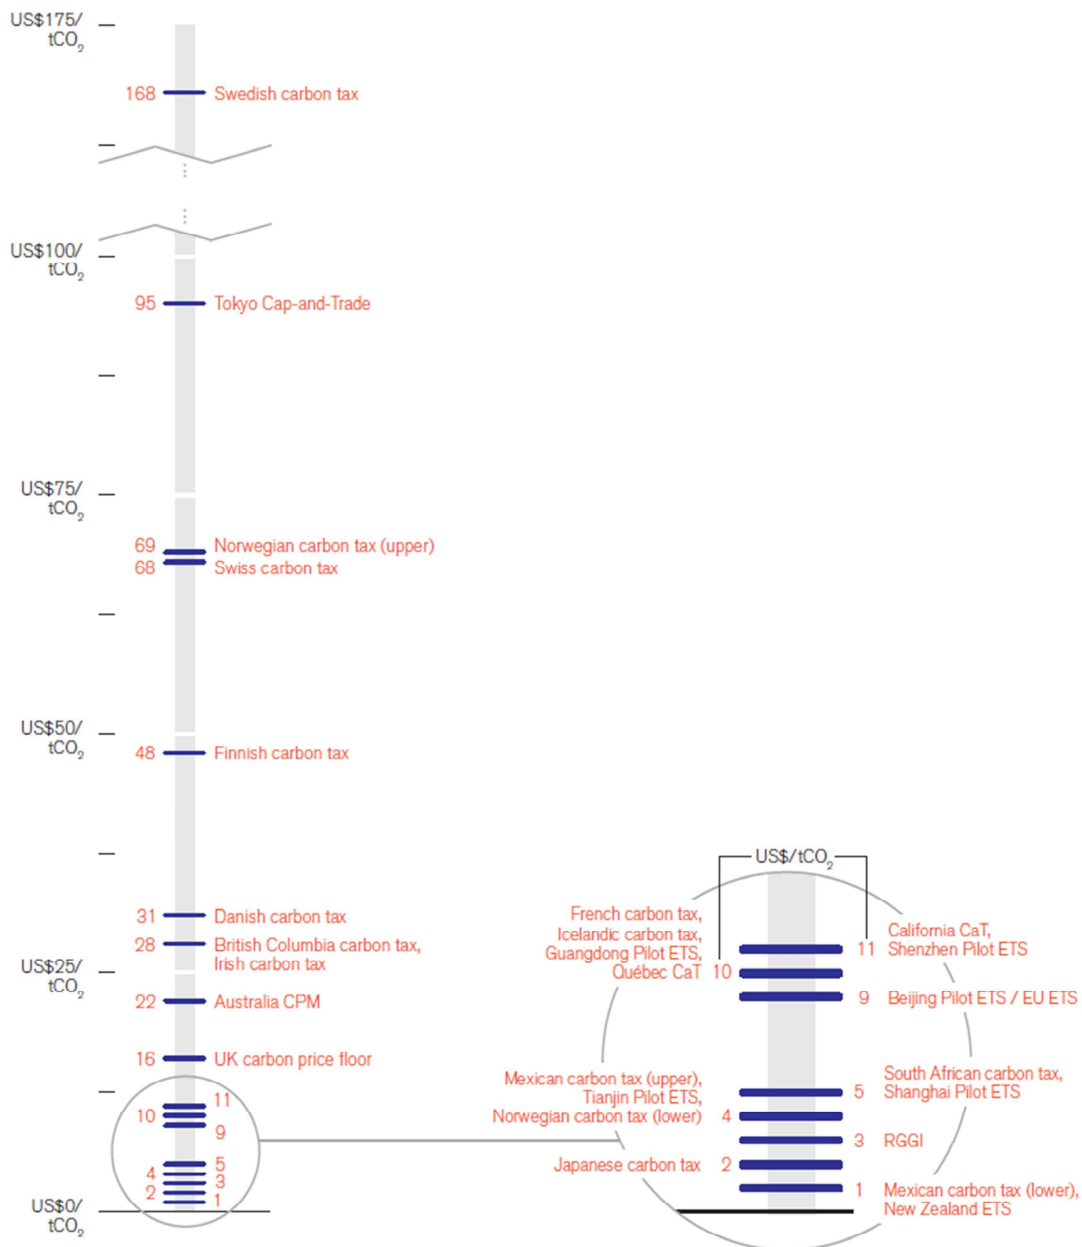 US$175/
tCO2
168 Swedish carbon tax
US$100/
tCO2
95 Tokyo Cap-and-Trade
US$75/
tCO2
69 Norwegian carbon tax (upper)
68 Swiss carbon tax
US$50/
tCO2
48 Finnish carbon tax
31 Danish carbon tax
28 British Columbia carbon tax,
Irish carbon tax
US$25/
tCO2
22 Australia CPM
16 UK carbon price floor
11
10
9
5
4
3
2
1
US$0/
tCO2
US$/tCO2
French carbon tax,
Icelandic carbon tax,
Guangdong Pilot ETS,
Québec CaT 10
11 California CaT,
Shenzhen Pilot ETS
9 Beijing Pilot ETS / EU ETS
Mexican carbon tax (upper),
Tianjin Pilot ETS,
Norwegian carbon tax (lower) 4
5 South African carbon tax,
Shanghai Pilot ETS
3 RGGI
Japanese carbon tax 2
1 Mexican carbon tax (lower),
New Zealand ETS